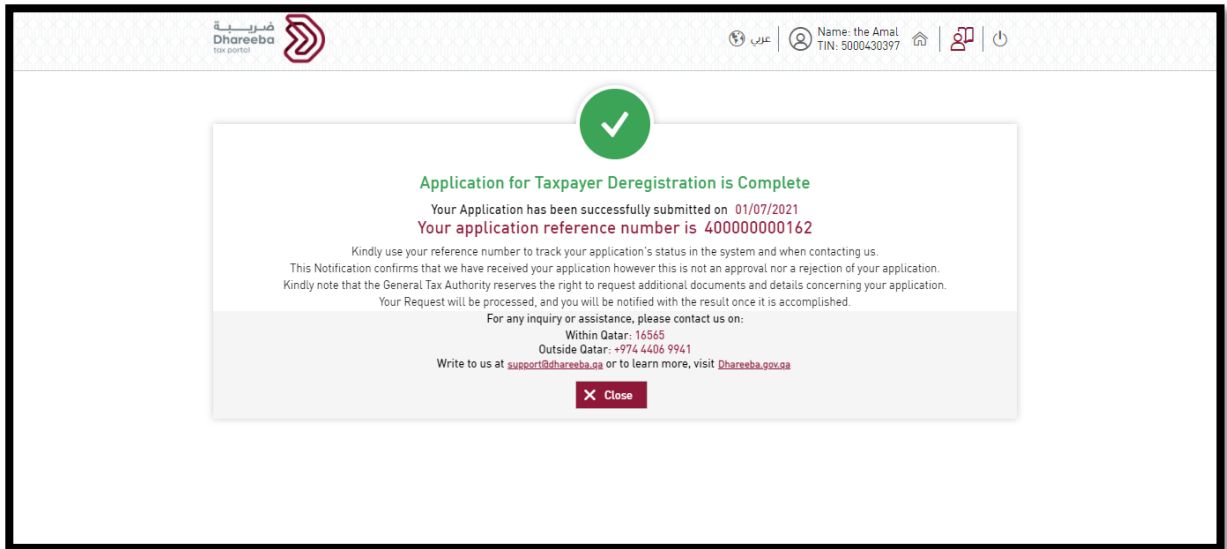 ضريبة
Dhareeba
tax portal
عربي
Name: the Amal
TIN: 5000430397
Application for Taxpayer Deregistration is Complete
Your Application has been successfully submitted on 01/07/2021
Your application reference number is 400000000162
Kindly use your reference number to track your application's status in the system and when contacting us.
This Notification confirms that we have received your application however this is not an approval nor a rejection of your application.
Kindly note that the General Tax Authority reserves the right to request additional documents and details concerning your application.
Your Request will be processed, and you will be notified with the result once it is accomplished.
For any inquiry or assistance, please contact us on:
Within Qatar: 16565
Outside Qatar: +974 4406 9941
Write to us at support@dhareeba.qa or to learn more, visit Dhareeba.gov.qa
Close